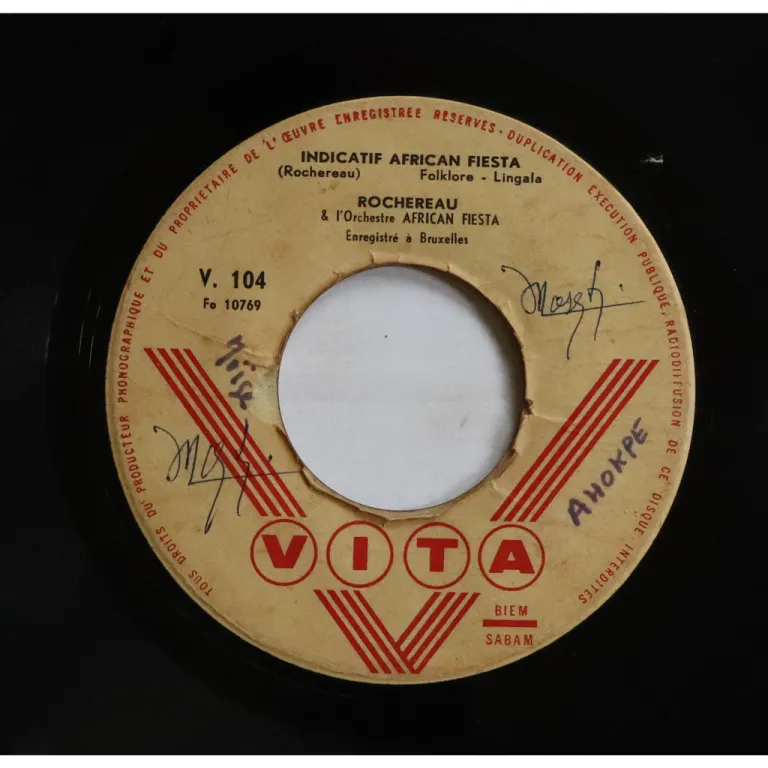 TOUS DROITS DU PRODUCTEUR PHONOGRAPHIQUE ET DU PROPRIETAIRE DE L'ŒUVRE ENREGISTREE RESERVES - DUPLICATION EXECUTION PUBLIQUE, RADIODIFFUSION DE CE DISQUE INTERDITES
INDICATIF AFRICAN FIESTA
(Rochereau) Folklore - Lingala
ROCHEREAU
& l'Orchestre AFRICAN FIESTA
Enregistré à Bruxelles
V. 104
Fo 10769
AHOKPE
VITA
BIEM
SABAM